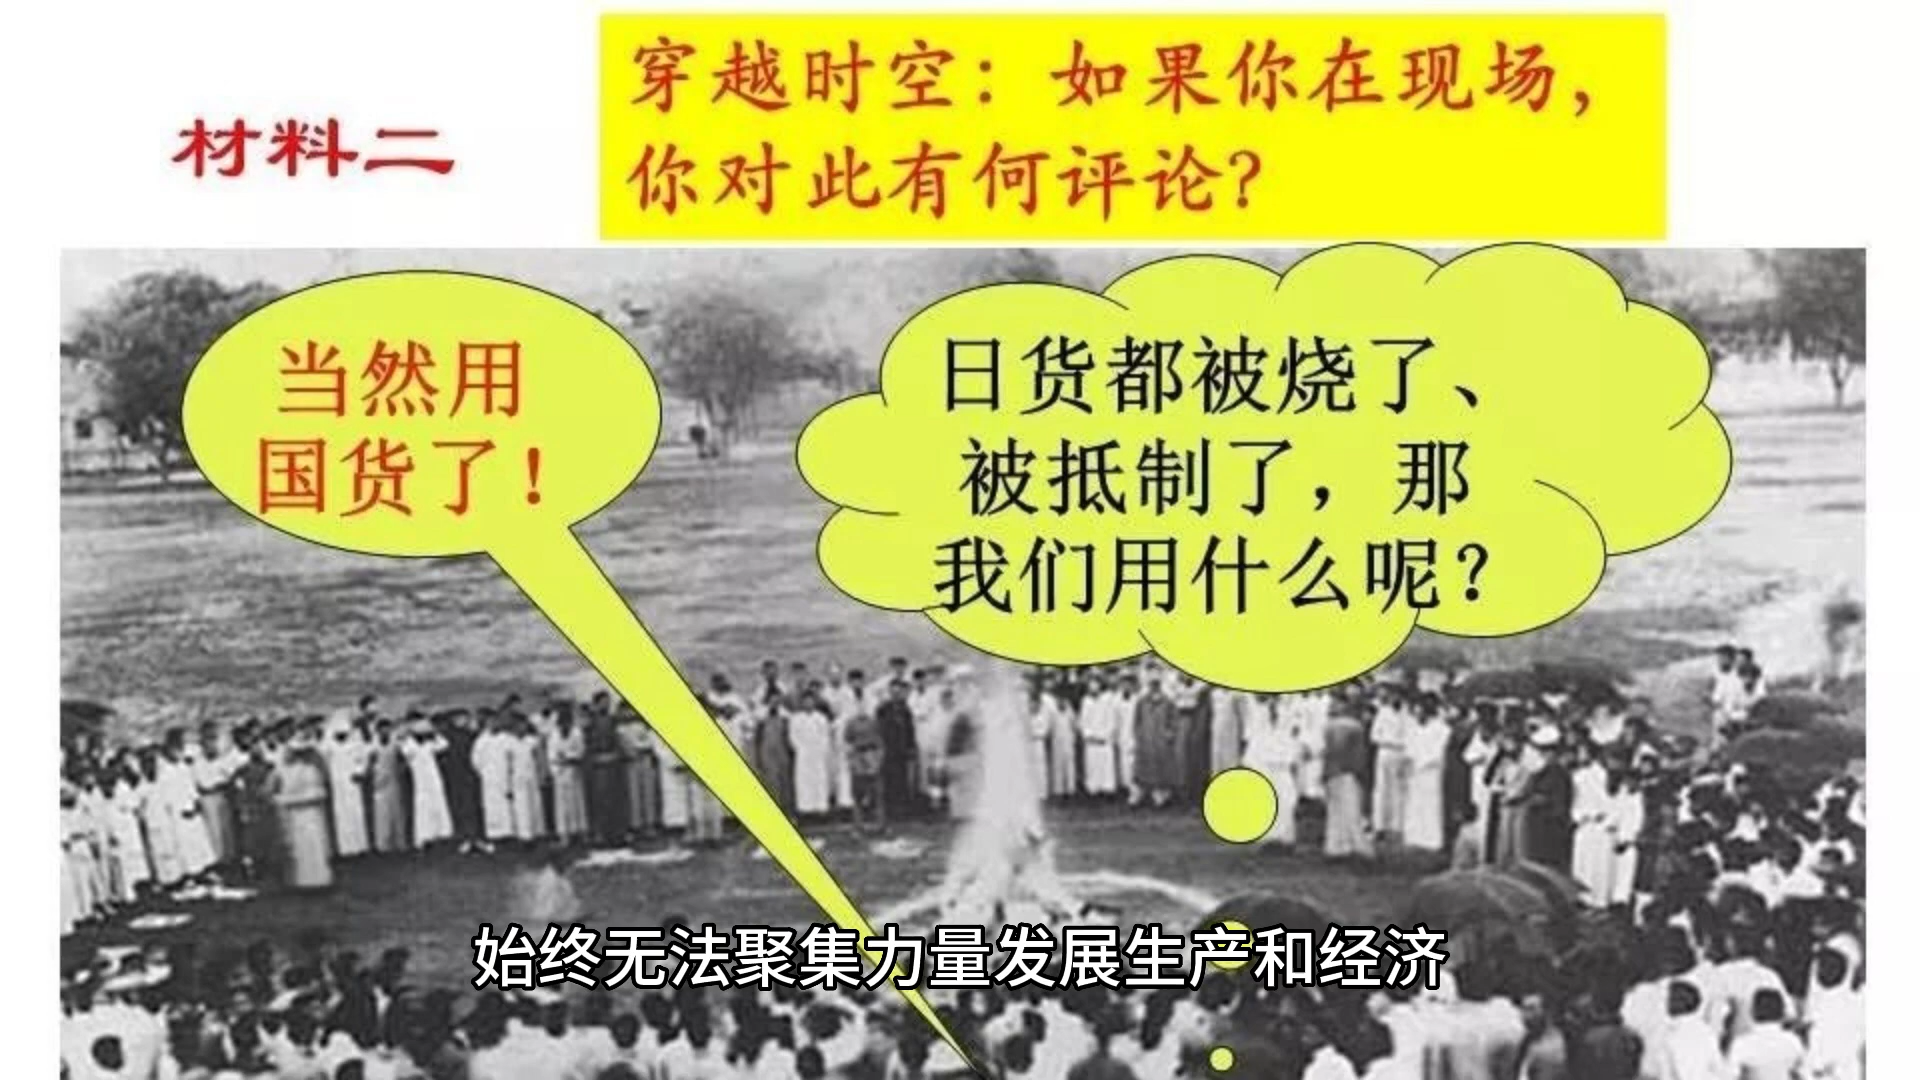 材料二
穿越时空：如果你在现场，
你对此有何评论？
当然用
国货了！
日货都被烧了、
被抵制了，那
我们用什么呢？
始终无法聚集力量发展生产和经济